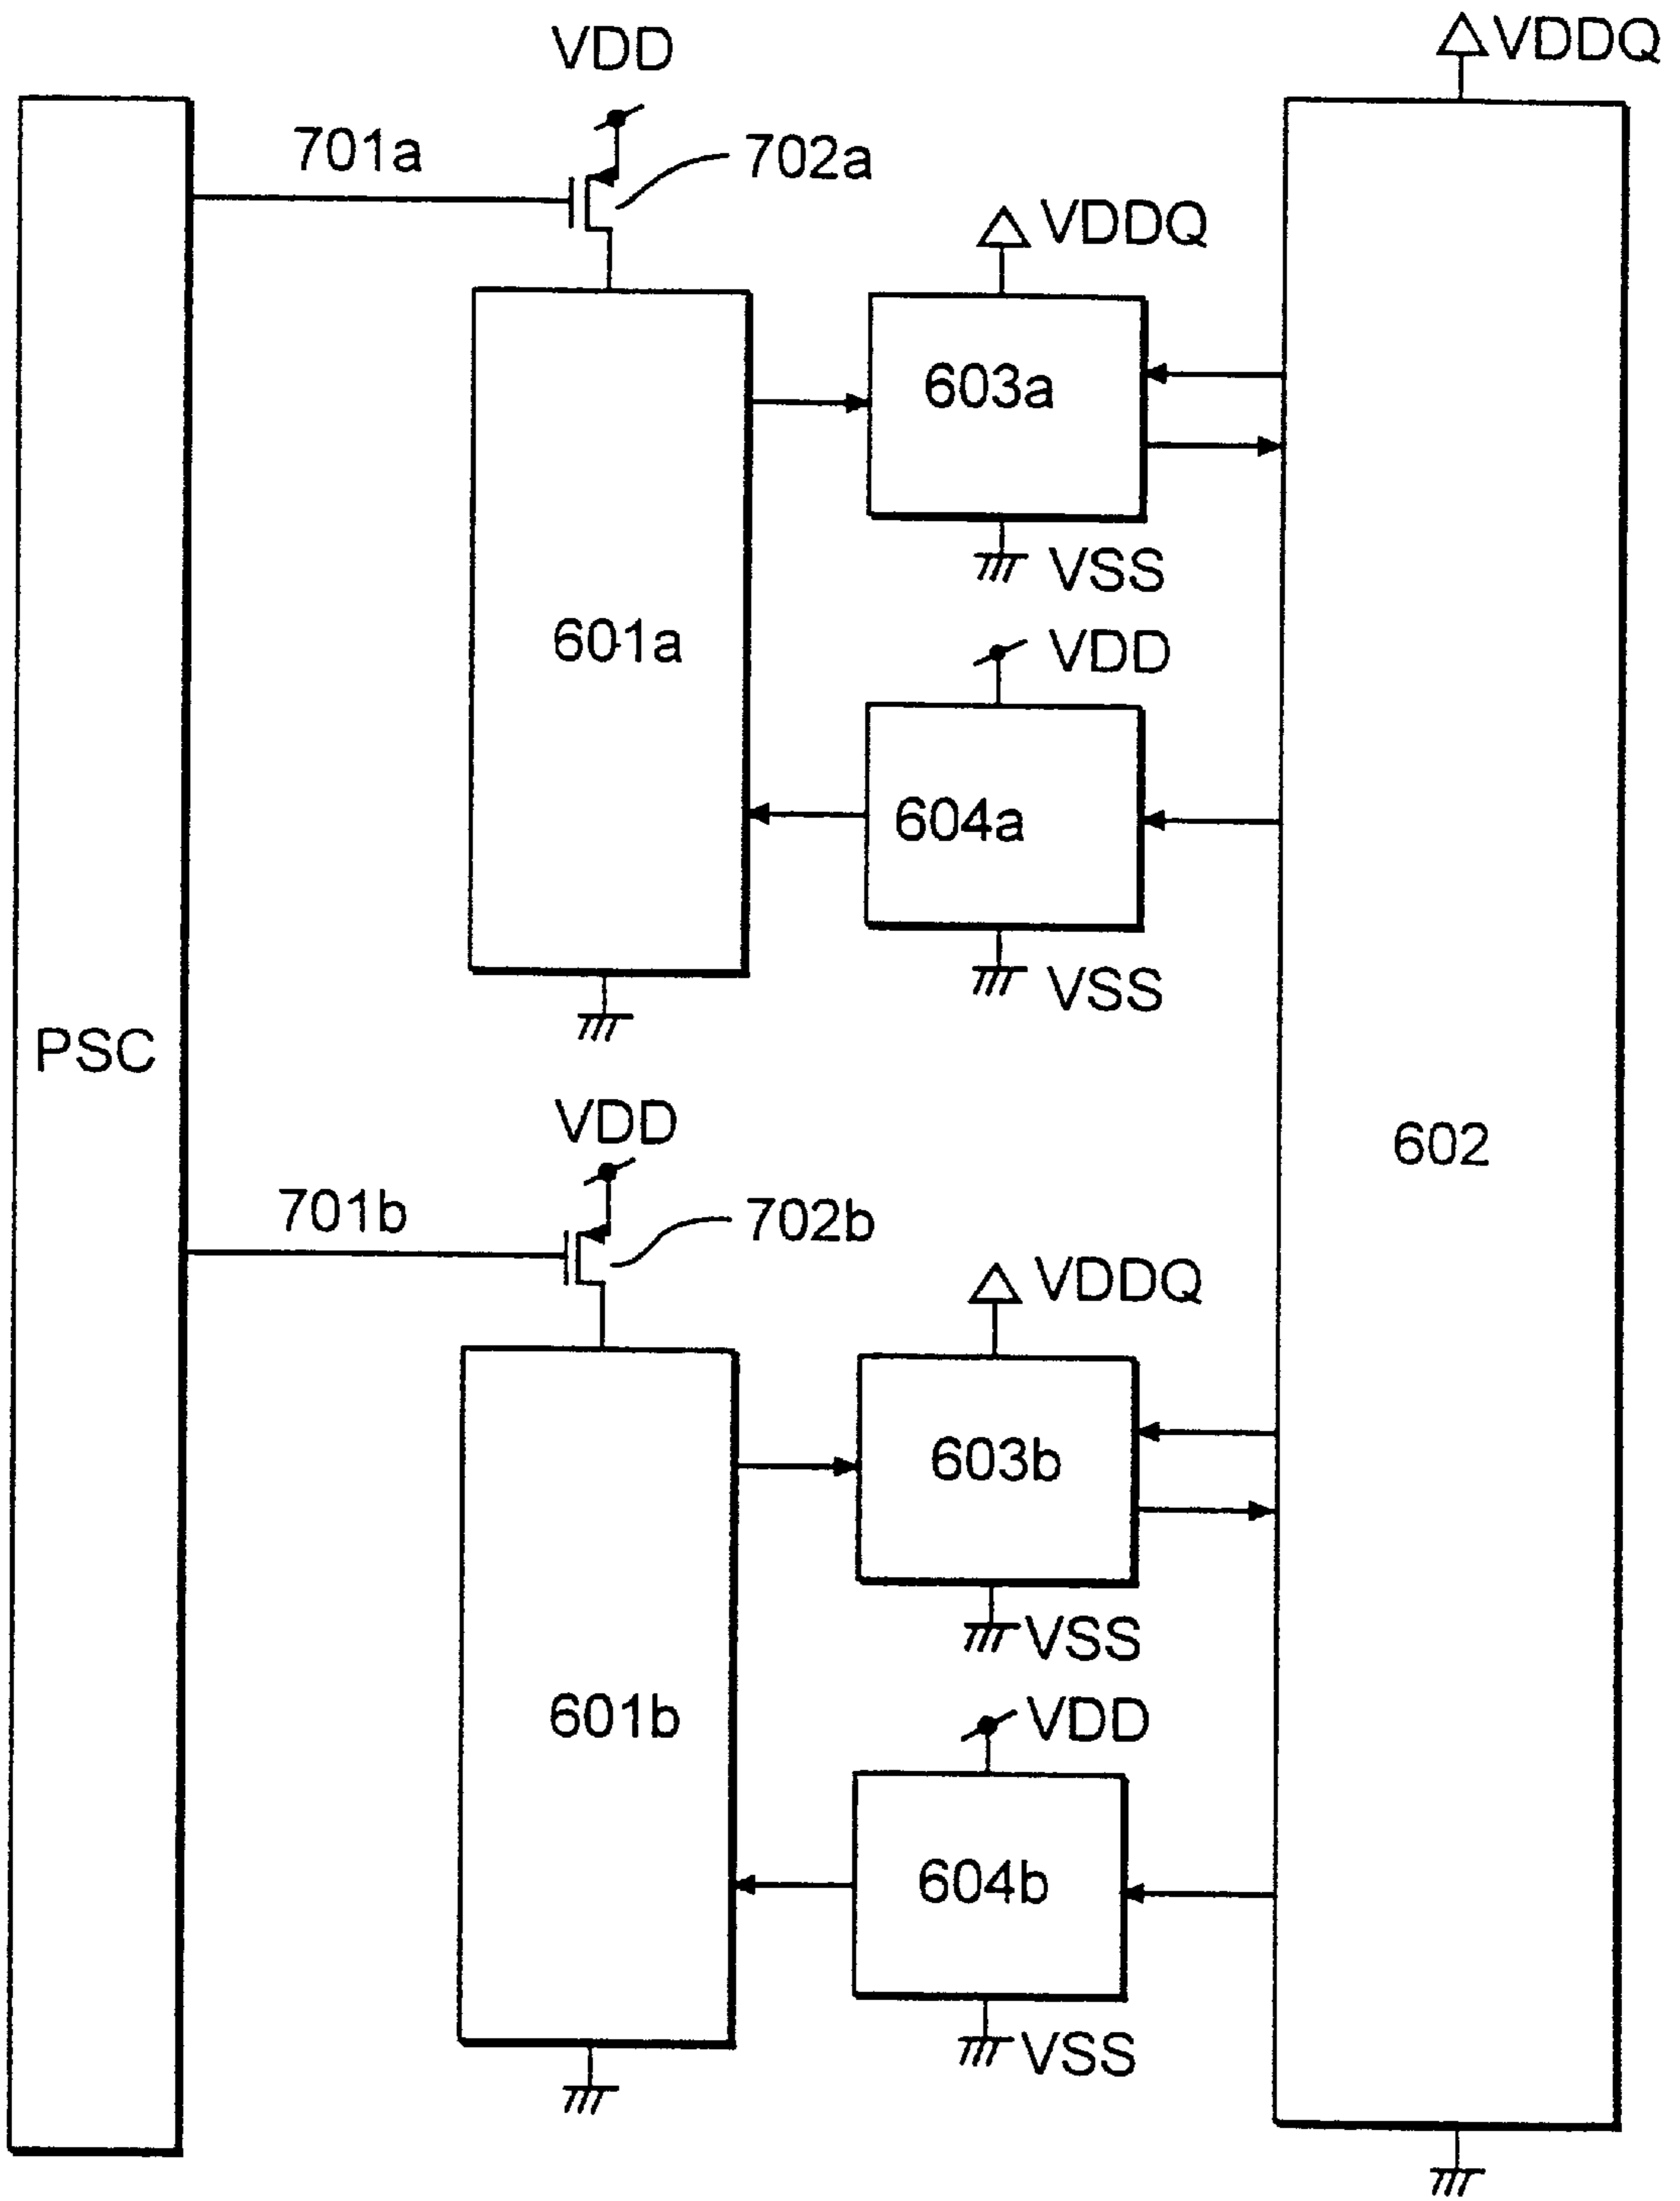 VDD
VDDQ
701a
702a
VDDQ
603a
VSS
601a
VDD
604a
VSS
PSC
VDD
602
701b
702b
VDDQ
603b
VSS
601b
VDD
604b
VSS